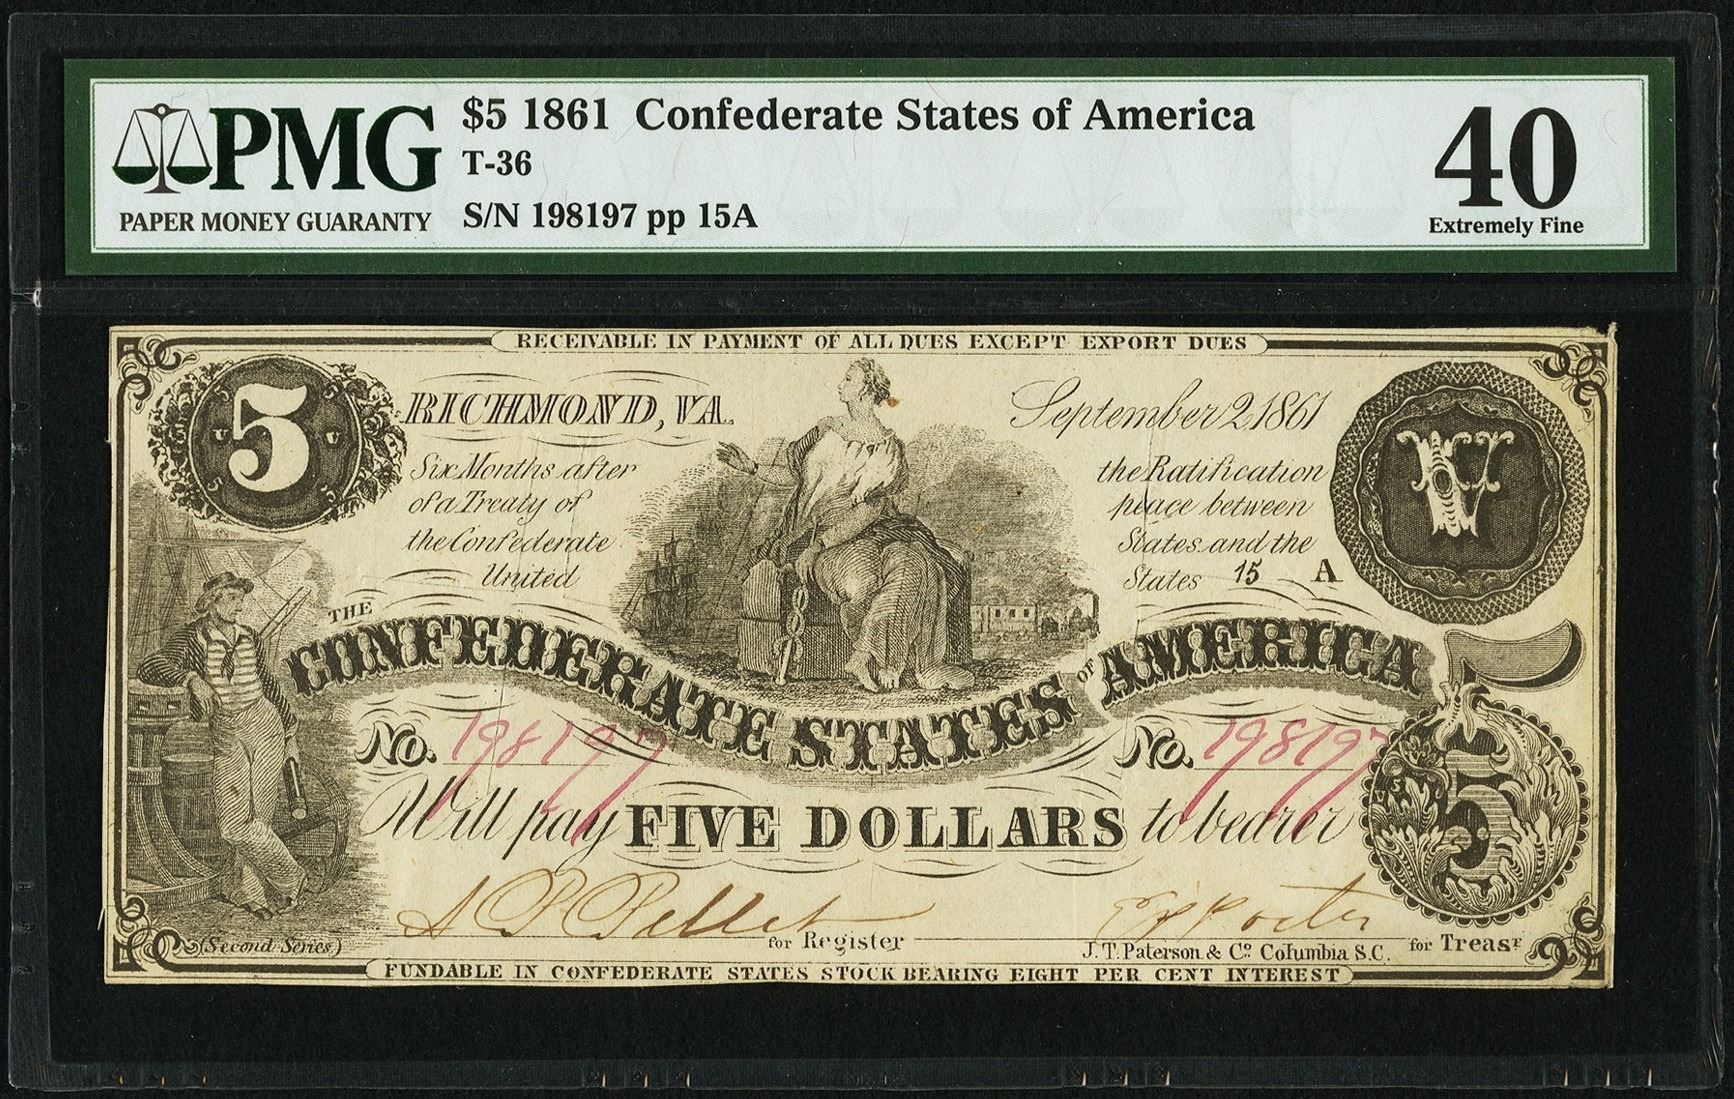 PMG
PAPER MONEY GUARANTY
$5 1861 Confederate States of America
T-36
S/N 198197 pp 15A
40
Extremely Fine
RECEIVABLE IN PAYMENT OF ALL DUES EXCEPT EXPORT DUES
5 RICHMOND, VA. September 2 1861 V
Six Months after the Ratification
of a Treaty of peace between
the Confederate States and the
United States 15 A
THE CONFEDERATE STATES OF AMERICA
5
No. 198197 No. 198197
Will pay FIVE DOLLARS to bearer
for Register
for Treasr
(Second Series)
J.T. Paterson & Co Columbia S.C.
FUNDABLE IN CONFEDERATE STATES STOCK BEARING EIGHT PER CENT INTEREST